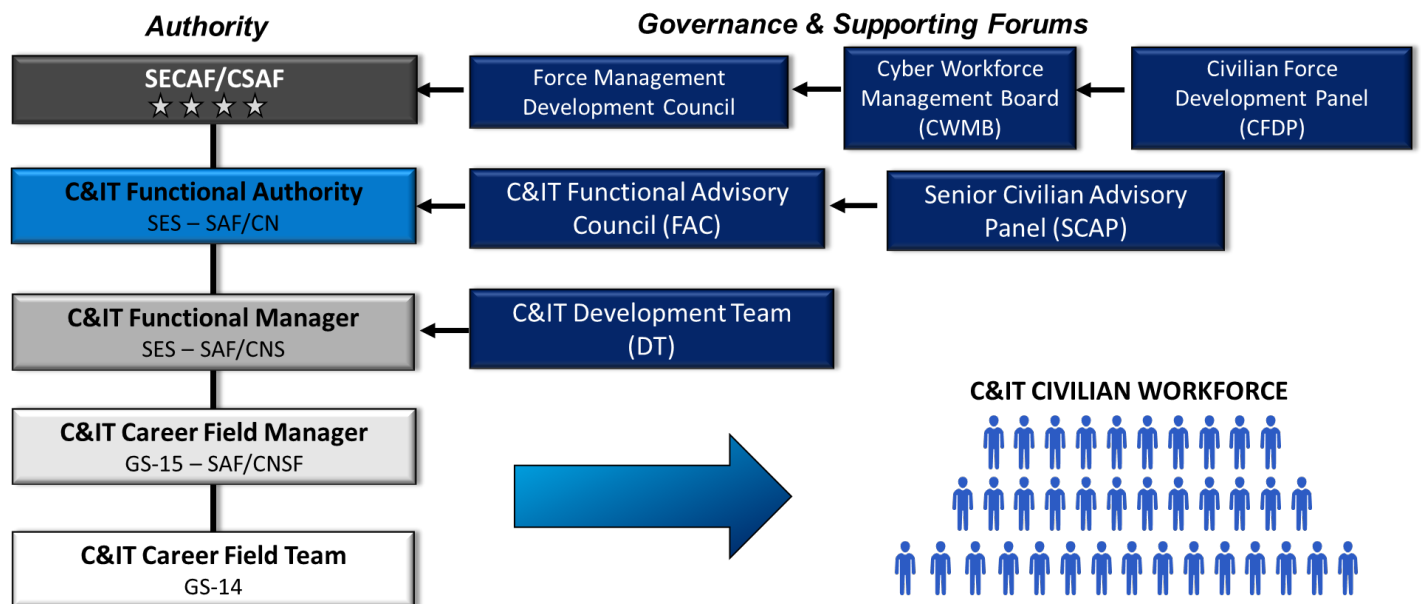 Authority
Governance & Supporting Forums
SECAF/CSAF
Force Management
Development Council
Cyber Workforce
Management Board
(CWMB)
Civilian Force
Development Panel
(CFDP)
C&IT Functional Authority
SES – SAF/CN
C&IT Functional Advisory
Council (FAC)
Senior Civilian Advisory
Panel (SCAP)
C&IT Functional Manager
SES – SAF/CNS
C&IT Development Team
(DT)
C&IT Career Field Manager
GS-15 – SAF/CNSF
C&IT Career Field Team
GS-14
C&IT CIVILIAN WORKFORCE